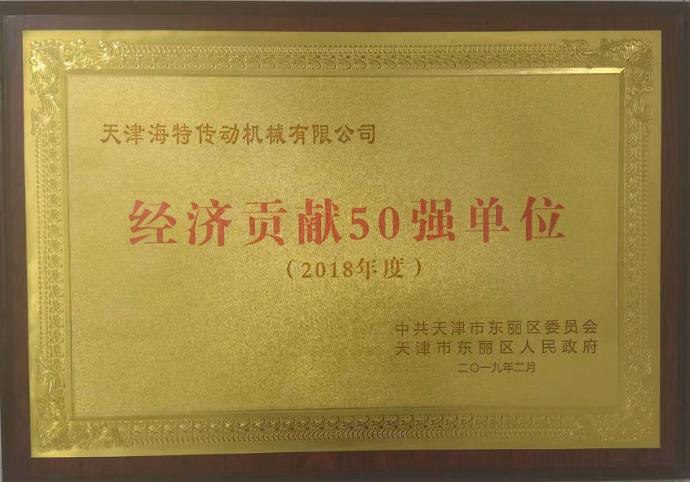 天津海特传动机械有限公司
经济贡献50强单位
（2018年度）
中共天津市东丽区委员会
天津市东丽区人民政府
二〇一九年二月